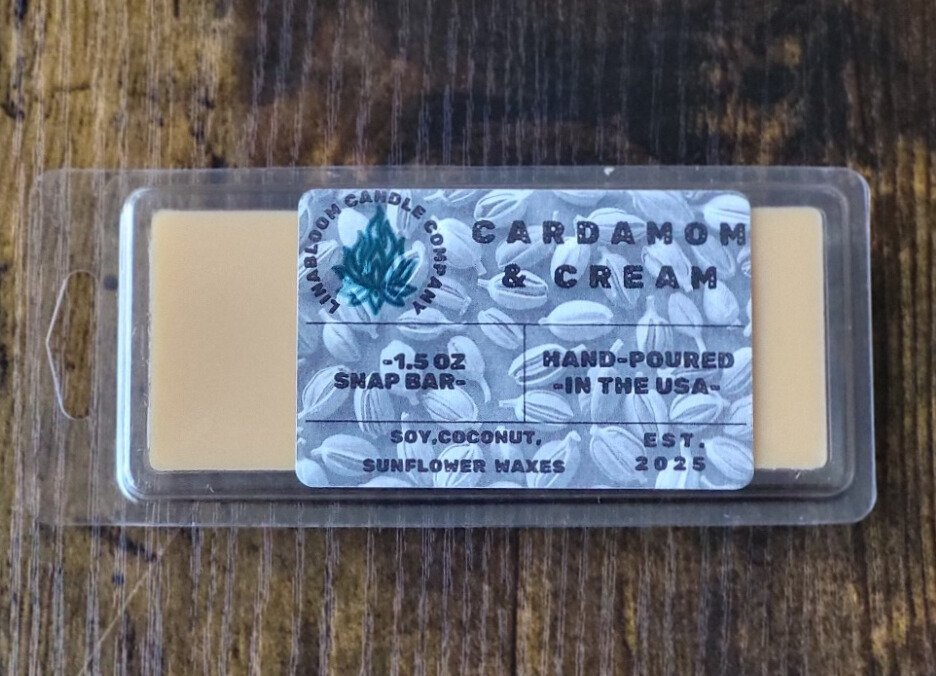 LINABLOOM CANDLE COMPANY
CARDAMOM
& CREAM
-1.5 OZ
SNAP BAR-
HAND-POURED
-IN THE USA-
SOY,COCONUT,
SUNFLOWER WAXES
EST.
2025